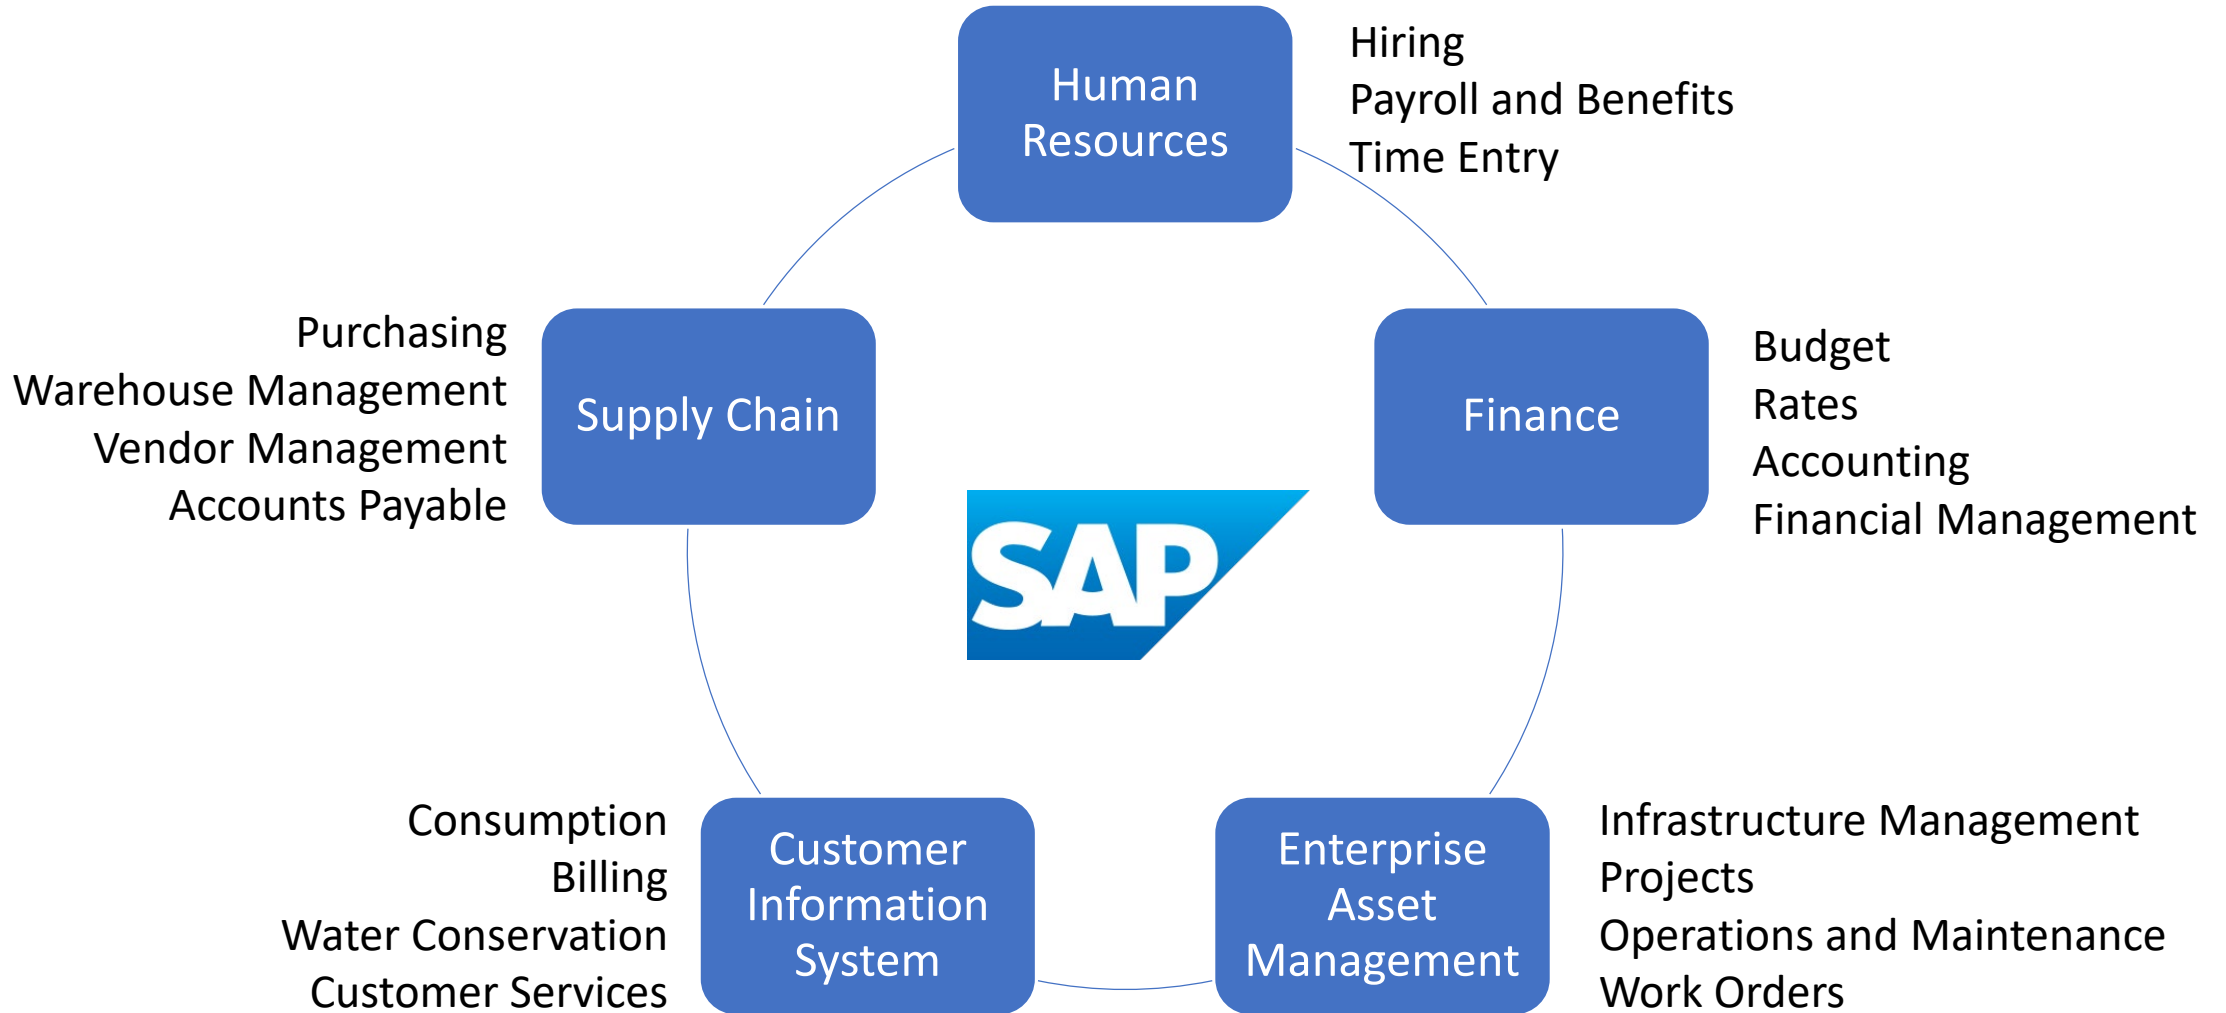 Human
Resources
Hiring
Payroll and Benefits
Time Entry
Finance
Budget
Rates
Accounting
Financial Management
Enterprise
Asset
Management
Infrastructure Management
Projects
Operations and Maintenance
Work Orders
Customer
Information
System
Consumption
Billing
Water Conservation
Customer Services
Supply Chain
Purchasing
Warehouse Management
Vendor Management
Accounts Payable
SAP